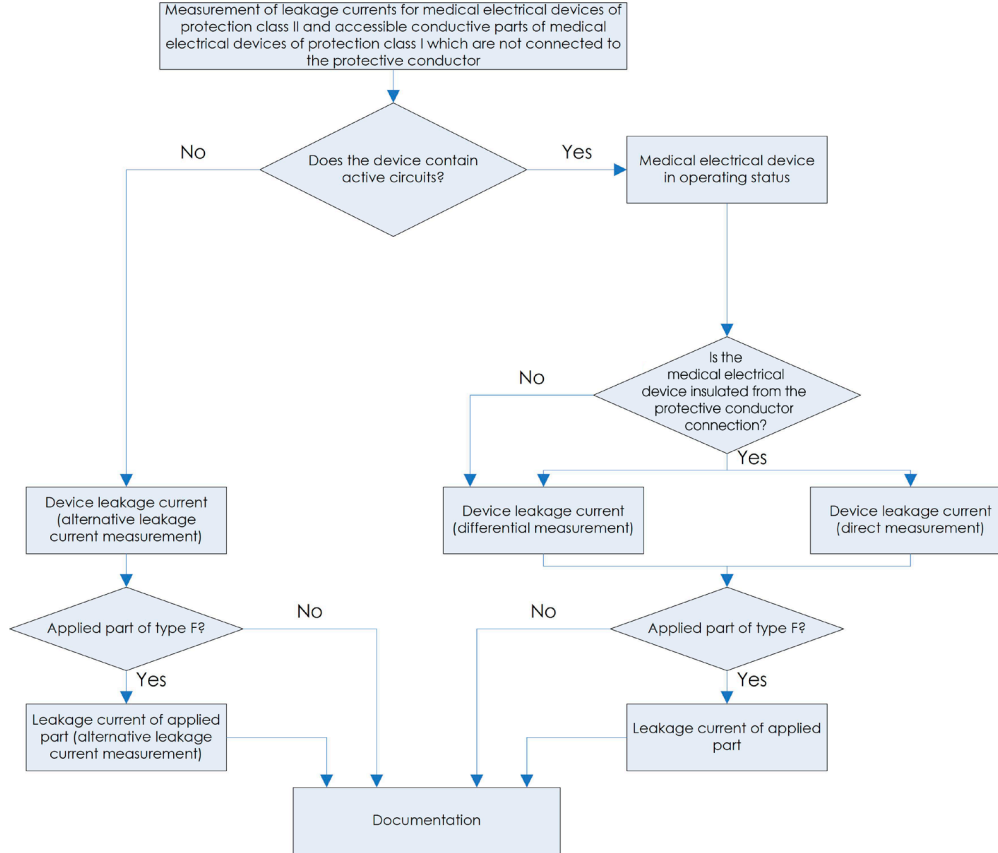 Measurement of leakage currents for medical electrical devices of
protection class II and accessible conductive parts of medical
electrical devices of protection class I which are not connected to
the protective conductor
No
Does the device contain
active circuits?
Yes
Medical electrical device
in operating status
Is the
medical electrical
device insulated from the
protective conductor
connection?
No
Yes
Device leakage current
(alternative leakage
current measurement)
Device leakage current
(differential measurement)
Device leakage current
(direct measurement)
Applied part of type F?
No
Yes
No
Applied part of type F?
Yes
Leakage current of applied
part (alternative leakage
current measurement)
Leakage current of applied
part
Documentation